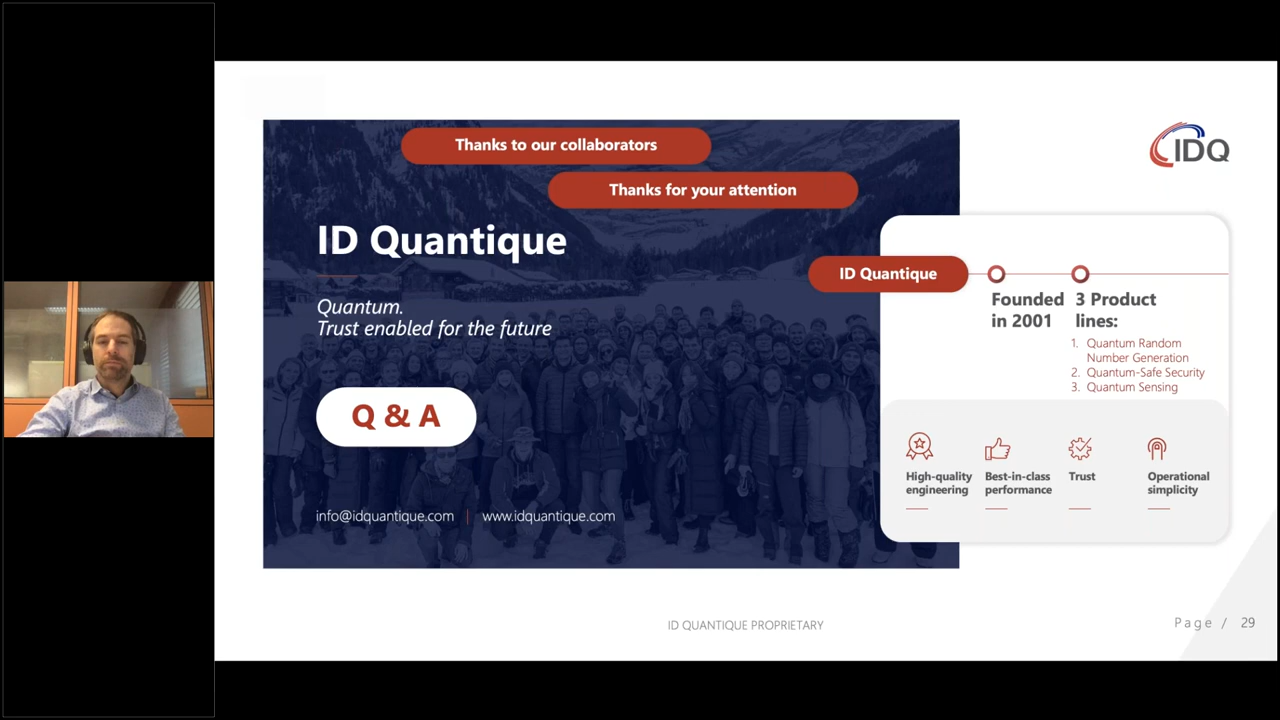 Thanks to our collaborators
Thanks for your attention
IDQ
ID Quantique
Quantum.
Trust enabled for the future
Q & A
info@idquantique.com | www.idquantique.com
ID Quantique
Founded
in 2001
3 Product
lines:
1. Quantum Random
Number Generation
2. Quantum-Safe Security
3. Quantum Sensing
High-quality
engineering
Best-in-class
performance
Trust
Operational
simplicity
ID QUANTIQUE PROPRIETARY
Page / 29